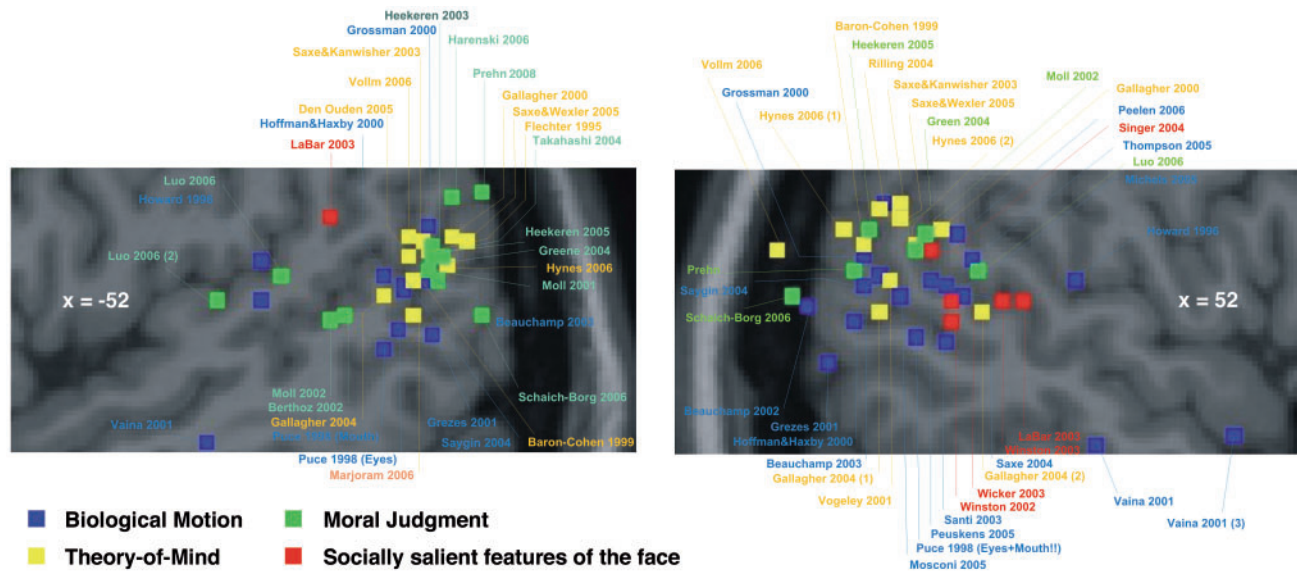 Heekeren 2003
Grossman 2000
Harenski 2006
Saxe&Kanwisher 2003
Prehn 2008
Vollm 2006
Gallagher 2000
Den Ouden 2005
Saxe&Wexler 2005
Hoffman&Haxby 2000
Flechter 1995
LaBar 2003
Takahashi 2004
Luo 2006
Howard 1996
Heekeren 2005
Greene 2004
Luo 2006 (2)
Hynes 2006
Moll 2001
x = -52
Beauchamp
Moll 2002
Schaich-Borg 2006
Berthoz 2002
Gallagher 2004
Vaina 2001
Grezes 2001
Saygin 2004
Baron-Cohen 1999
Puce 1998 (Eyes)
Marjoram 2006
Baron-Cohen 1999
Heekeren 2005
Vollm 2006
Rilling 2004
Moll 2002
Grossman 2000
Saxe&Kanwisher 2003
Gallagher 2000
Hynes 2006 (1)
Saxe&Wexler 2005
Peelen 2006
Green 2004
Singer 2004
Hynes 2006 (2)
Thompson 2005
Luo 2006
Howard 1996
Prehn
Saygin 2004
x = 52
Schaich-Borg 2006
Beauchamp 2002
Grezes 2001
LaBar 2003
Hoffman&Haxby 2000
Winston 2003
Beauchamp 2003
Saxe 2004
Gallagher 2004 (1)
Gallagher 2004 (2)
Vogeley 2001
Wicker 2003
Vaina 2001
Winston 2002
Santi 2003
Vaina 2001 (3)
Peuskens 2005
Puce 1998 (Eyes+Mouth!!)
Mosconi 2005
Biological Motion
Moral Judgment
Theory-of-Mind
Socially salient features of the face